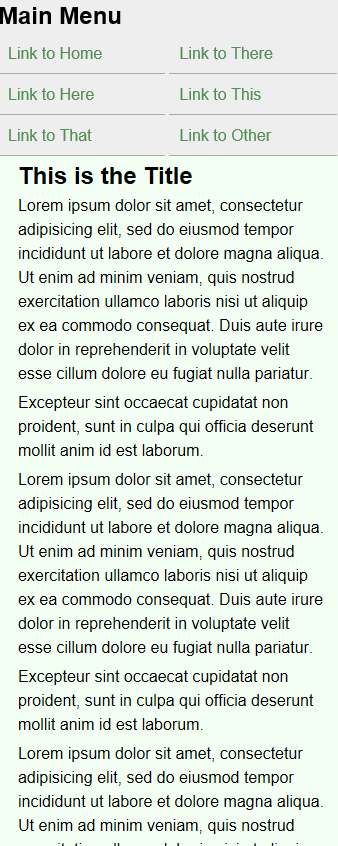 Main Menu
Link to Home Link to There
Link to Here Link to This
Link to That Link to Other
This is the Title
Lorem ipsum dolor sit amet, consectetur
adipisicing elit, sed do eiusmod tempor
incididunt ut labore et dolore magna aliqua.
Ut enim ad minim veniam, quis nostrud
exercitation ullamco laboris nisi ut aliquip
ex ea commodo consequat. Duis aute irure
dolor in reprehenderit in voluptate velit
esse cillum dolore eu fugiat nulla pariatur.
Excepteur sint occaecat cupidatat non
proident, sunt in culpa qui officia deserunt
mollit anim id est laborum.
Lorem ipsum dolor sit amet, consectetur
adipisicing elit, sed do eiusmod tempor
incididunt ut labore et dolore magna aliqua.
Ut enim ad minim veniam, quis nostrud
exercitation ullamco laboris nisi ut aliquip
ex ea commodo consequat. Duis aute irure
dolor in reprehenderit in voluptate velit
esse cillum dolore eu fugiat nulla pariatur.
Excepteur sint occaecat cupidatat non
proident, sunt in culpa qui officia deserunt
mollit anim id est laborum.
Lorem ipsum dolor sit amet, consectetur
adipisicing elit, sed do eiusmod tempor
incididunt ut labore et dolore magna aliqua.
Ut enim ad minim veniam, quis nostrud